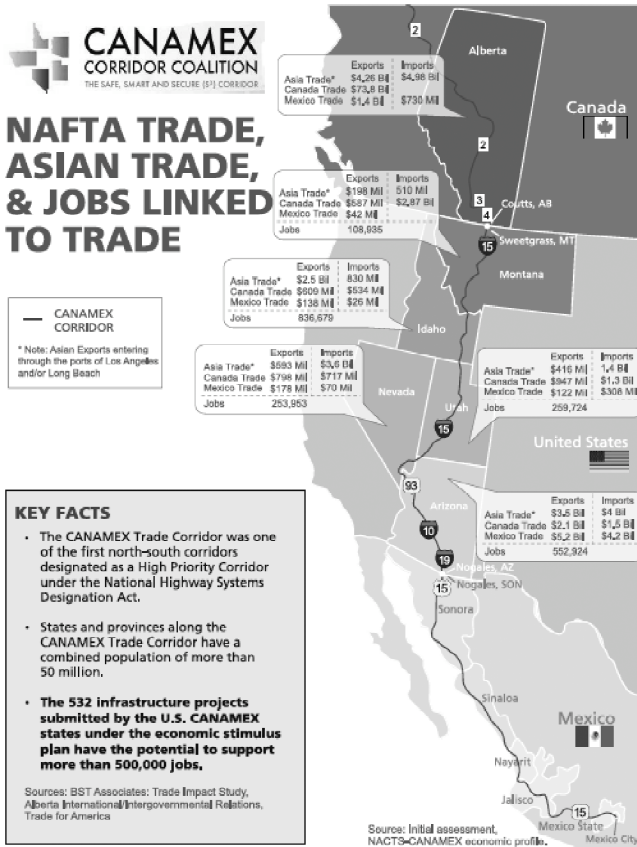 CANAMEX
CORRIDOR COALITION
THE SAFE, SMART AND SECURE (S³) CORRIDOR
NAFTA TRADE,
ASIAN TRADE,
& JOBS LINKED
TO TRADE
CANAMEX
CORRIDOR
* Note: Asian Exports entering
through the ports of Los Angeles
and/or Long Beach
2
Alberta
Exports Imports
Asia Trade* $4.26 Bil $4.98 Bil
Canada Trade $73.8 Bil
Mexico Trade $1.4 Bil $730 Mil
Canada
2
3
4
Coutts, AB
Exports Imports
Asia Trade* $198 Mil 510 Mil
Canada Trade $587 Mil $2.87 Bil
Mexico Trade $42 Mil
Jobs 108,935
Sweetgrass, MT
15
Montana
Exports Imports
Asia Trade* $2.5 Bil 830 Mil
Canada Trade $609 Mil $534 Mil
Mexico Trade $138 Mil $26 Mil
Jobs 836,679
Idaho
Exports Imports
Asia Trade* $593 Mil $3.6 Bil
Canada Trade $798 Mil $717 Mil
Mexico Trade $178 Mil $70 Mil
Jobs 253,953
Nevada
Utah
15
Exports Imports
Asia Trade* $416 Mil 1.4 Bil
Canada Trade $947 Mil $1.3 Bil
Mexico Trade $122 Mil $308 Mil
Jobs 259,724
United States
93
Arizona
10
19
Exports Imports
Asia Trade* $3.5 Bil $4 Bil
Canada Trade $2.1 Bil $1.5 Bil
Mexico Trade $5.2 Bil $4.2 Bil
Jobs 552,924
Nogales, AZ
15
Nogales, SON
Sonora
Sinaloa
Mexico
Nayarit
Jalisco
15
Mexico State
Mexico City
KEY FACTS
• The CANAMEX Trade Corridor was one
of the first north-south corridors
designated as a High Priority Corridor
under the National Highway Systems
Designation Act.
• States and provinces along the
CANAMEX Trade Corridor have a
combined population of more than
50 million.
• The 532 infrastructure projects
submitted by the U.S. CANAMEX
states under the economic stimulus
plan have the potential to support
more than 500,000 jobs.
Sources: BST Associates: Trade Impact Study,
Alberta International/Intergovernmental Relations,
Trade for America
Source: Initial assessment,
NACTS-CANAMEX economic profile.